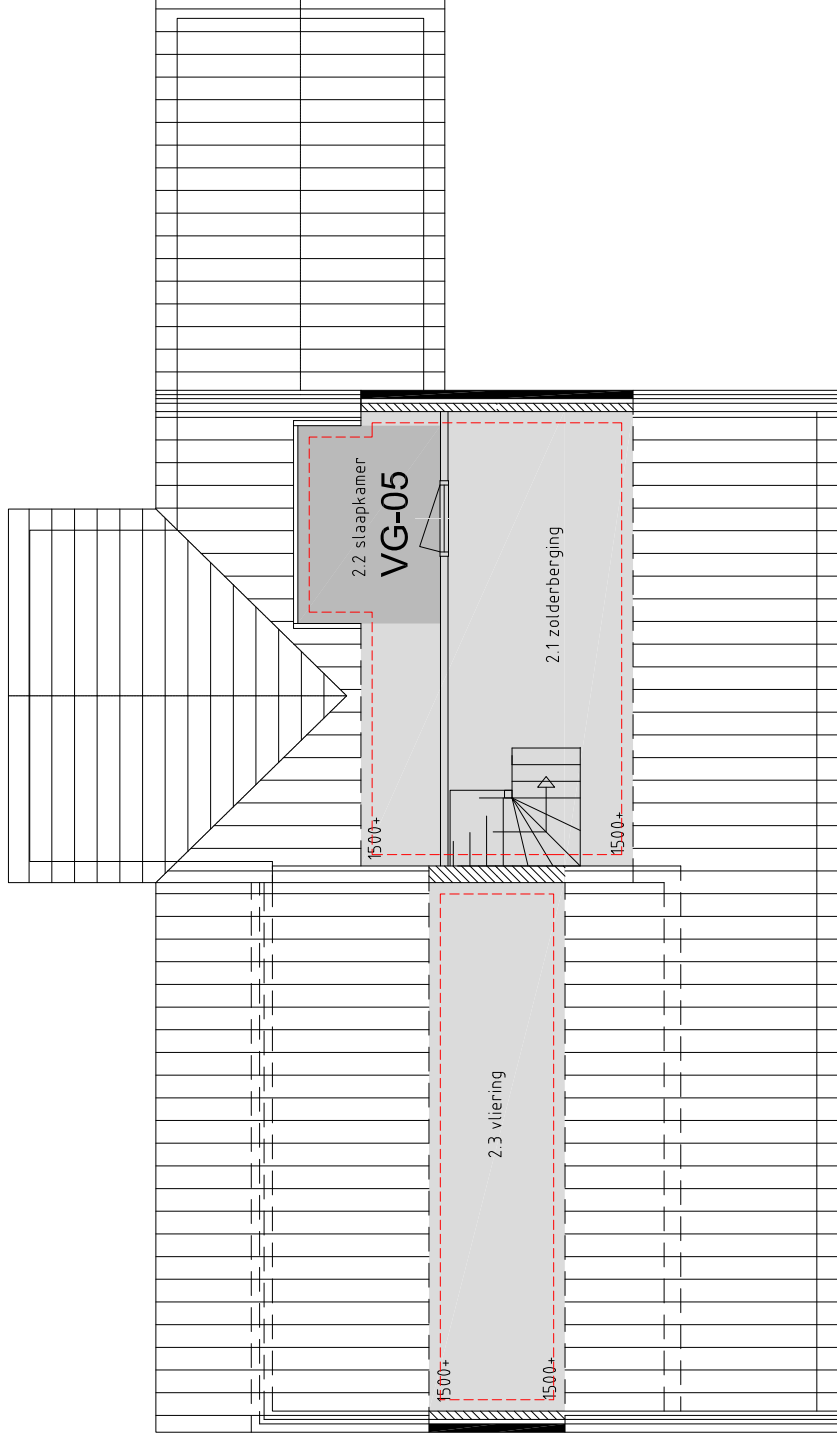 2.2 slaapkamer
VG-05
2.1 zolderberging
1500+
1500+
2.3 vliering
1500+
1500+